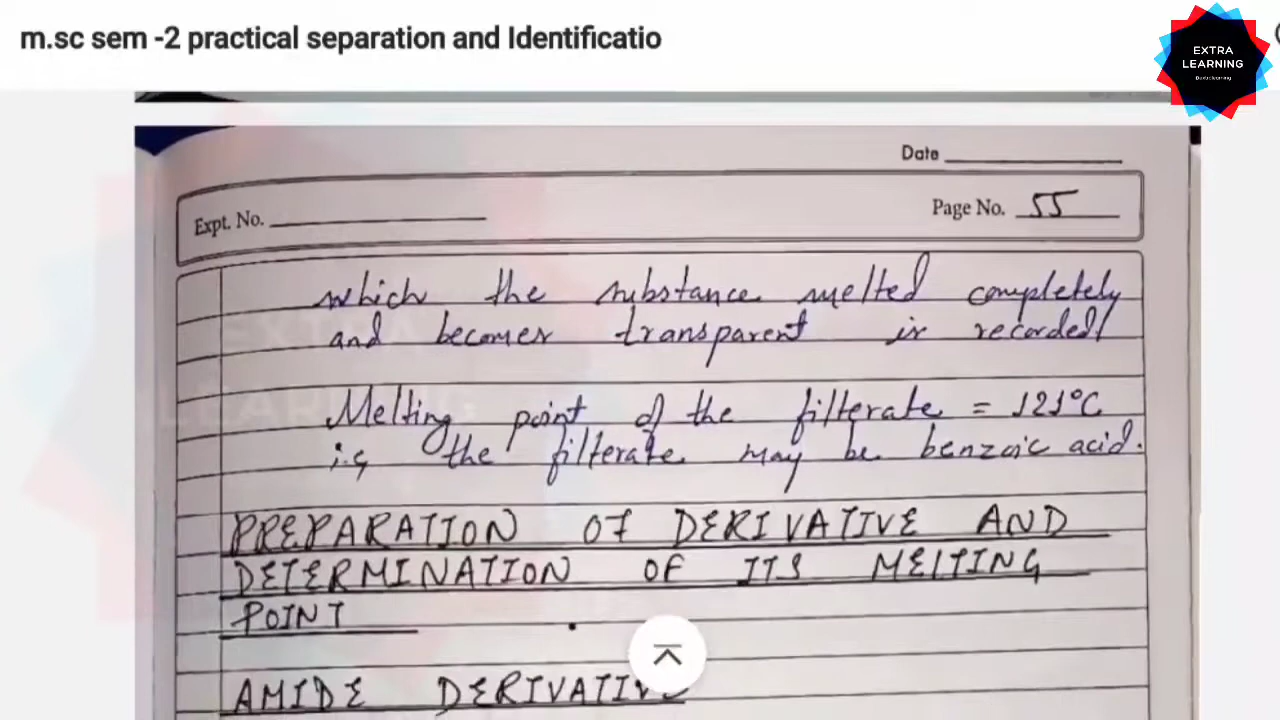 m.sc sem -2 practical separation and Identificatio
EXTRA
LEARNING
Date
Expt. No.
Page No. 55
which the substance melted completely
and becomes transparent is recorded
Melting point of the filterate = 121°C
i.e the filterate may be benzoic acid.
PREPARATION OF DERIVATIVE AND
DETERMINATION OF ITS MELTING
POINT
AMIDE DERIVATIVE